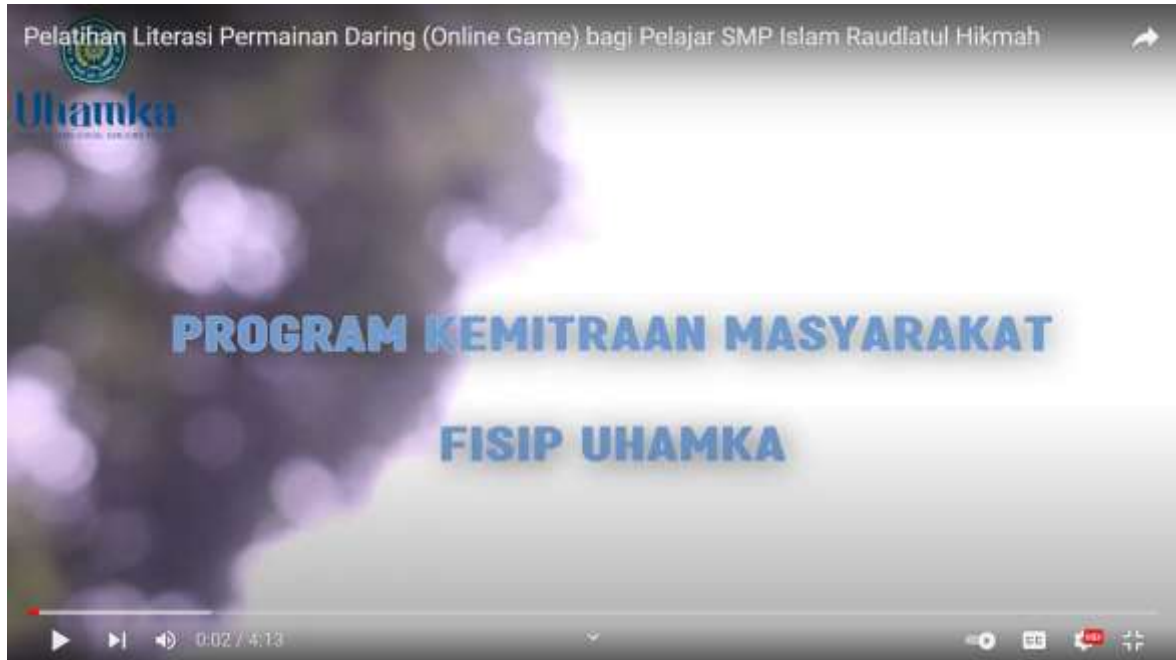 Pelatihan Literasi Permainan Daring (Online Game) bagi Pelajar SMP Islam Raudlatul Hikmah
Uhamka
PROGRAM KEMITRAAN MASYARAKAT
FISIP UHAMKA
0:02 / 4:13
CC